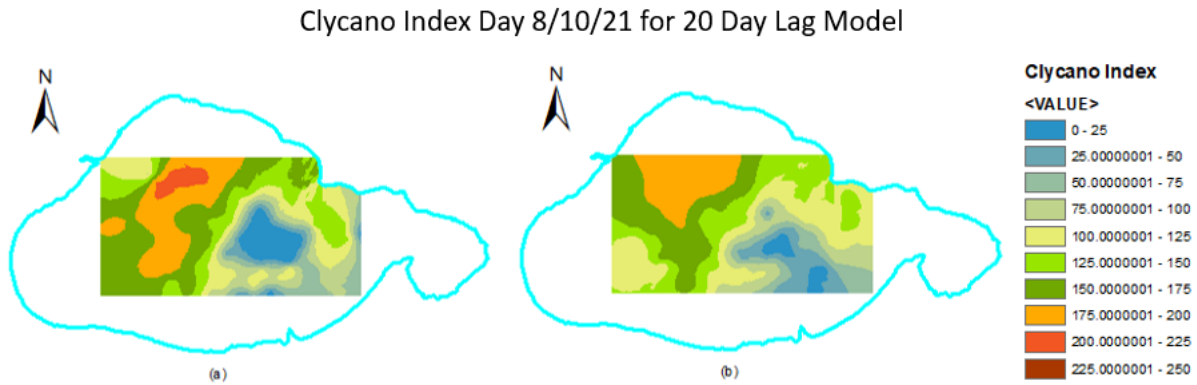 Clycano Index Day 8/10/21 for 20 Day Lag Model
N
N
(a)
(b)
Clycano Index
<VALUE>
0 - 25
25.00000001 - 50
50.00000001 - 75
75.00000001 - 100
100.0000001 - 125
125.0000001 - 150
150.0000001 - 175
175.0000001 - 200
200.0000001 - 225
225.0000001 - 250